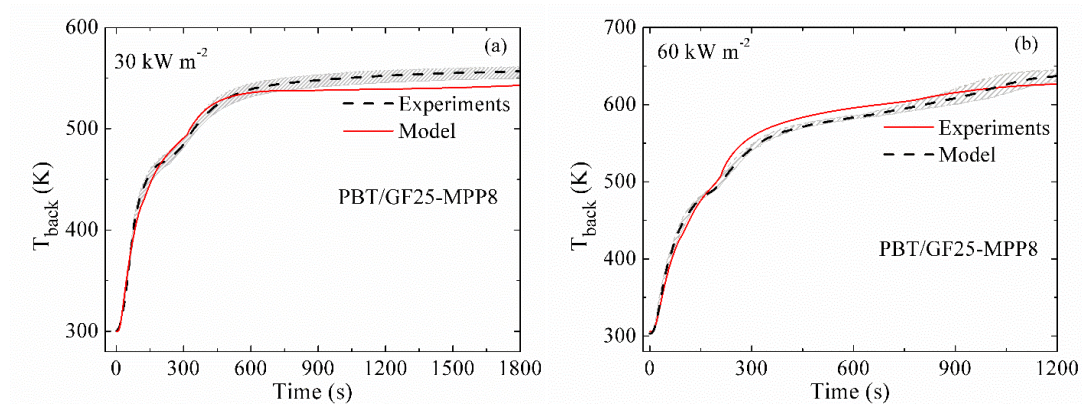 600
500
400
300
T_back (K)
30 kW m-2
(a)
Experiments
Model
PBT/GF25-MPP8
0 300 600 900 1200 1500 1800
Time (s)
700
600
500
400
300
T_back (K)
60 kW m-2
(b)
Experiments
Model
PBT/GF25-MPP8
0 300 600 900 1200
Time (s)